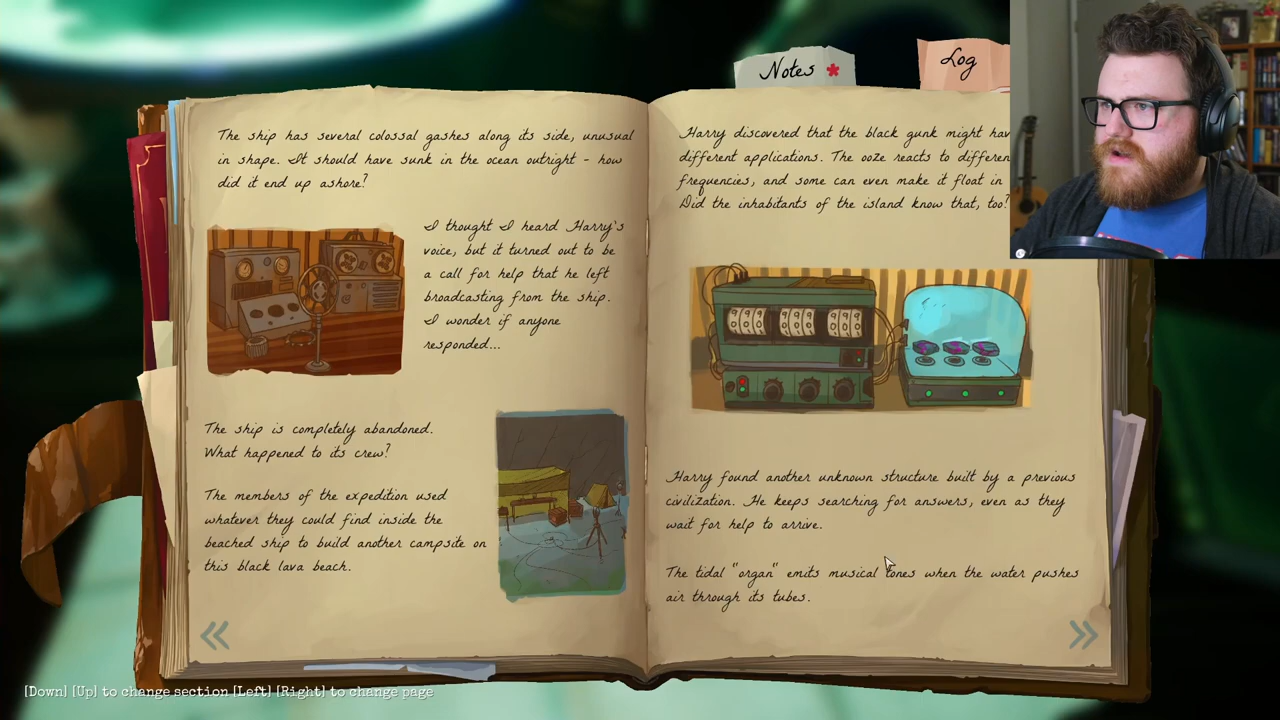 Notes *
Log
The ship has several colossal gashes along its side, unusual
in shape. It should have sunk in the ocean outright - how
did it end up ashore?
I thought I heard Harry's
voice, but it turned out to be
a call for help that he left
broadcasting from the ship.
I wonder if anyone
responded...
The ship is completely abandoned.
What happened to its crew?
The members of the expedition used
whatever they could find inside the
beached ship to build another campsite on
this black lava beach.
Harry discovered that the black gunk might hav
different applications. The ooze reacts to differen
frequencies, and some can even make it float in
Did the inhabitants of the island know that, too?
Harry found another unknown structure built by a previous
civilization. He keeps searching for answers, even as they
wait for help to arrive.
The tidal "organ" emits musical tones when the water pushes
air through its tubes.
[Down] [Up] to change section [Left] [Right] to change page